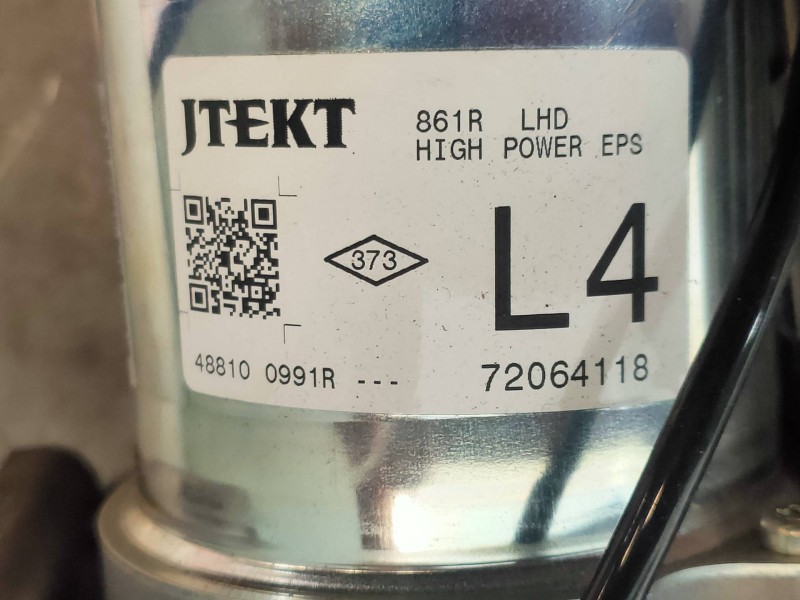 JTEKT
861R LHD
HIGH POWER EPS
373
L4
48810 0991R ---
72064118